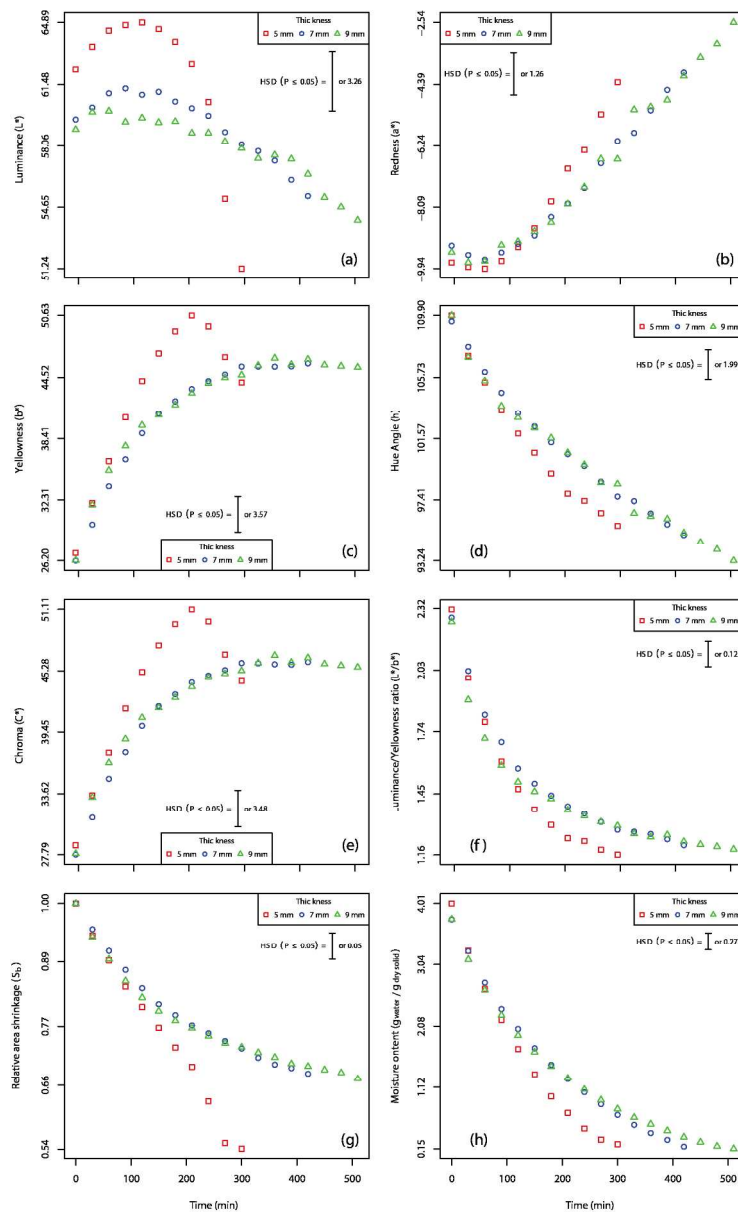 Thic kness
5 mm 7 mm 9 mm
HSD (P ≤ 0.05) = or 3.26
Luminance (L*)
64.89
61.48
58.06
54.65
51.24
(a)
Thic kness
5 mm 7 mm 9 mm
HSD (P ≤ 0.05) = or 1.26
Redness (a*)
−2.54
−4.39
−6.24
−8.09
−9.94
(b)
Yellowness (b*)
50.63
44.52
38.41
32.31
26.20
HSD (P ≤ 0.05) = or 3.57
(c)
Thic kness
5 mm 7 mm 9 mm
Thic kness
5 mm 7 mm 9 mm
HSD (P ≤ 0.05) = or 1.99
Hue Angle (h)
109.90
105.73
101.57
97.41
93.24
(d)
Chroma (C*)
51.11
45.28
39.45
33.62
27.79
HSD (P ≤ 0.05) = or 3.48
(e)
Thic kness
5 mm 7 mm 9 mm
Thic kness
5 mm 7 mm 9 mm
HSD (P ≤ 0.05) = or 0.12
Luminance/Yellowness ratio (L*/b*)
2.32
2.03
1.74
1.45
1.16
(f)
Thic kness
5 mm 7 mm 9 mm
HSD (P ≤ 0.05) = or 0.05
Relative area shrinkage (Sb)
1.00
0.89
0.77
0.66
0.54
(g)
0 100 200 300 400 500
Time (min)
Thic kness
5 mm 7 mm 9 mm
HSD (P ≤ 0.05) = or 0.27
Moisture ontent (g water / g dry solid)
4.01
3.04
2.08
1.12
0.15
(h)
0 100 200 300 400 500
Time (min)